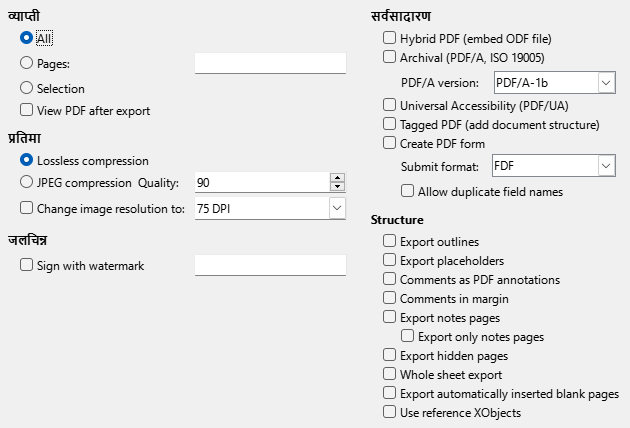 व्याप्ती
All
Pages:
Selection
View PDF after export
प्रतिमा
Lossless compression
JPEG compression Quality: 90
Change image resolution to: 75 DPI
जलचिन्न
Sign with watermark
सर्वसादारण
Hybrid PDF (embed ODF file)
Archival (PDF/A, ISO 19005)
PDF/A version: PDF/A-1b
Universal Accessibility (PDF/UA)
Tagged PDF (add document structure)
Create PDF form
Submit format: FDF
Allow duplicate field names
Structure
Export outlines
Export placeholders
Comments as PDF annotations
Comments in margin
Export notes pages
Export only notes pages
Export hidden pages
Whole sheet export
Export automatically inserted blank pages
Use reference XObjects